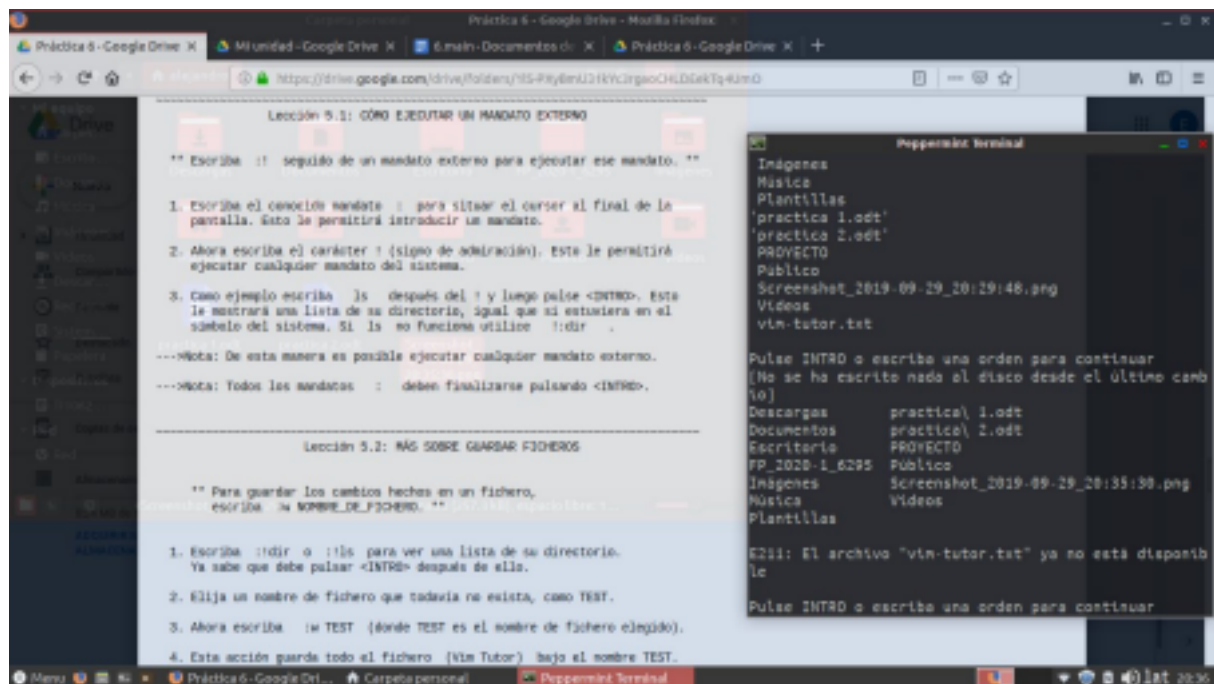 Práctica 6 - Google Drive - Mozilla Firefox
Práctica 6 - Google Drive
Mi unidad - Google Drive
6.main - Documentos de
Práctica 6 - Google Drive
Drive
Lección 5.1: CÓMO EJECUTAR UN MANDATO EXTERNO
** Escriba :! seguido de un mandato externo para ejecutar ese mandato. **
1. Escriba el conocido mandato : para situar el cursor al final de la
pantalla. Esto le permitirá introducir un mandato.
2. Ahora escriba el carácter ! (signo de admiración). Esto le permitirá
ejecutar cualquier mandato del sistema.
3. Como ejemplo escriba ls después del ! y luego pulse <INTRO>. Esto
le mostrará una lista de su directorio, igual que si estuviera en el
símbolo del sistema. Si ls no funciona utilice !:dir .
--->Nota: De esta manera es posible ejecutar cualquier mandato externo.
--->Nota: Todos los mandatos : deben finalizarse pulsando <INTRO>.
Lección 5.2: MÁS SOBRE GUARDAR FICHEROS
** Para guardar los cambios hechos en un fichero,
escriba :w NOMBRE_DE_FICHERO. **
1. Escriba :!dir o :!ls para ver una lista de su directorio.
Ya sabe que debe pulsar <INTRO> después de ello.
2. Elija un nombre de fichero que todavía no exista, como TEST.
3. Ahora escriba :w TEST (donde TEST es el nombre de fichero elegido).
4. Esta acción guarda todo el fichero (Vim Tutor) bajo el nombre TEST.
Peppermint Terminal
Imágenes
Música
Plantillas
'practica 1.odt'
'practica 2.odt'
PROYECTO
Público
Screenshot_2019-09-29_20:29:48.png
Vídeos
vim-tutor.txt
Pulse INTRO o escriba una orden para continuar
[No se ha escrito nada al disco desde el último camb
io]
Descargas practica\ 1.odt
Documentos practica\ 2.odt
Escritorio PROYECTO
FP_2020-1_6295 Público
Imágenes Screenshot_2019-09-29_20:35:30.png
Música Vídeos
Plantillas
E211: El archivo "vim-tutor.txt" ya no está disponib
le
Pulse INTRO o escriba una orden para continuar
Menu
Práctica 6 - Google Dri...
Carpeta personal
Peppermint Terminal
lat 20:36